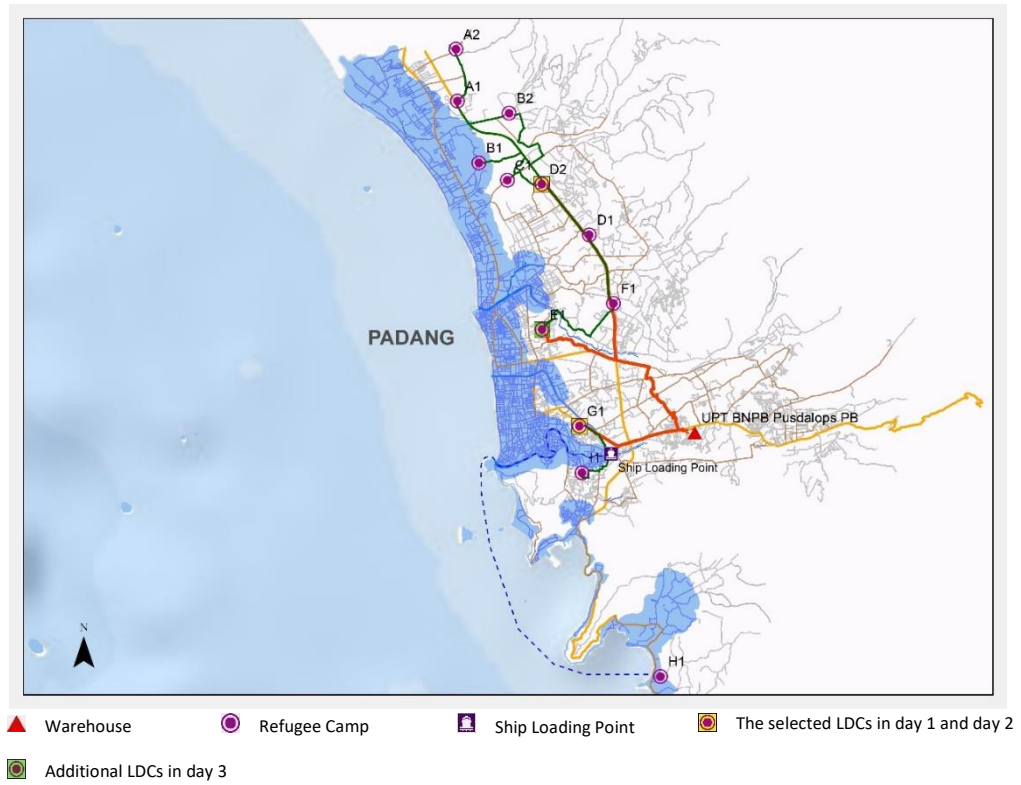 A2
A1
B2
B1
C1
D2
D1
F1
E1
PADANG
G1
UPT BNPB Pusdalops PB
I1
Ship Loading Point
H1
N
Warehouse
Refugee Camp
Ship Loading Point
The selected LDCs in day 1 and day 2
Additional LDCs in day 3